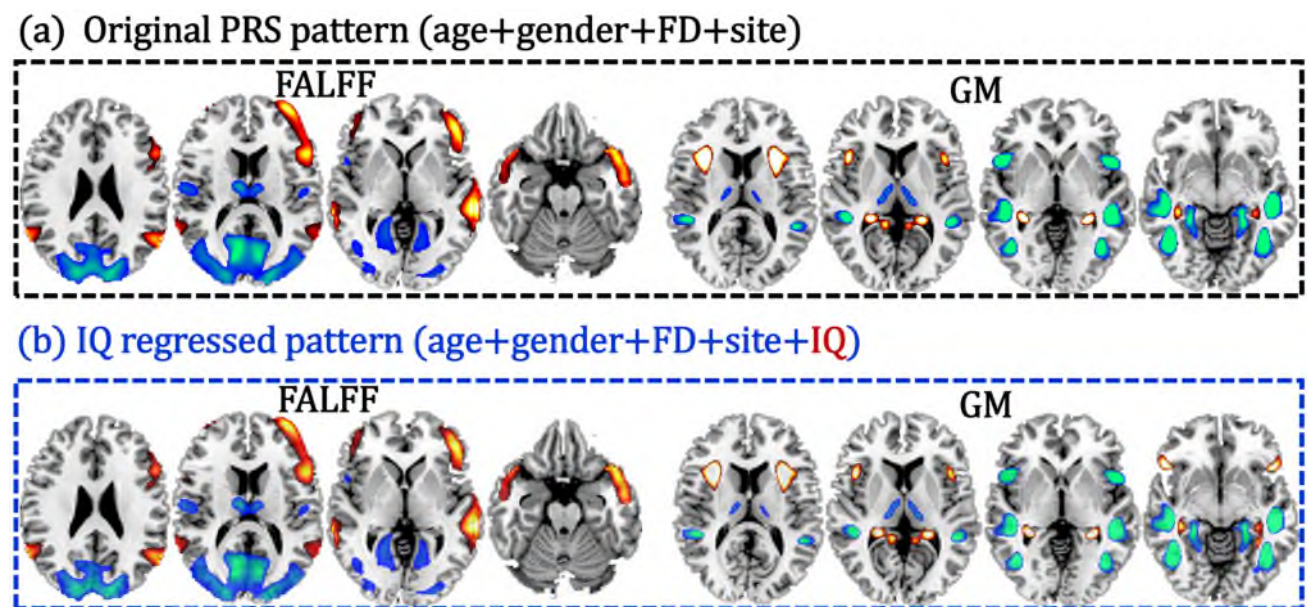 (a) Original PRS pattern (age+gender+FD+site)
FALFF
GM
(b) IQ regressed pattern (age+gender+FD+site+IQ)
FALFF
GM